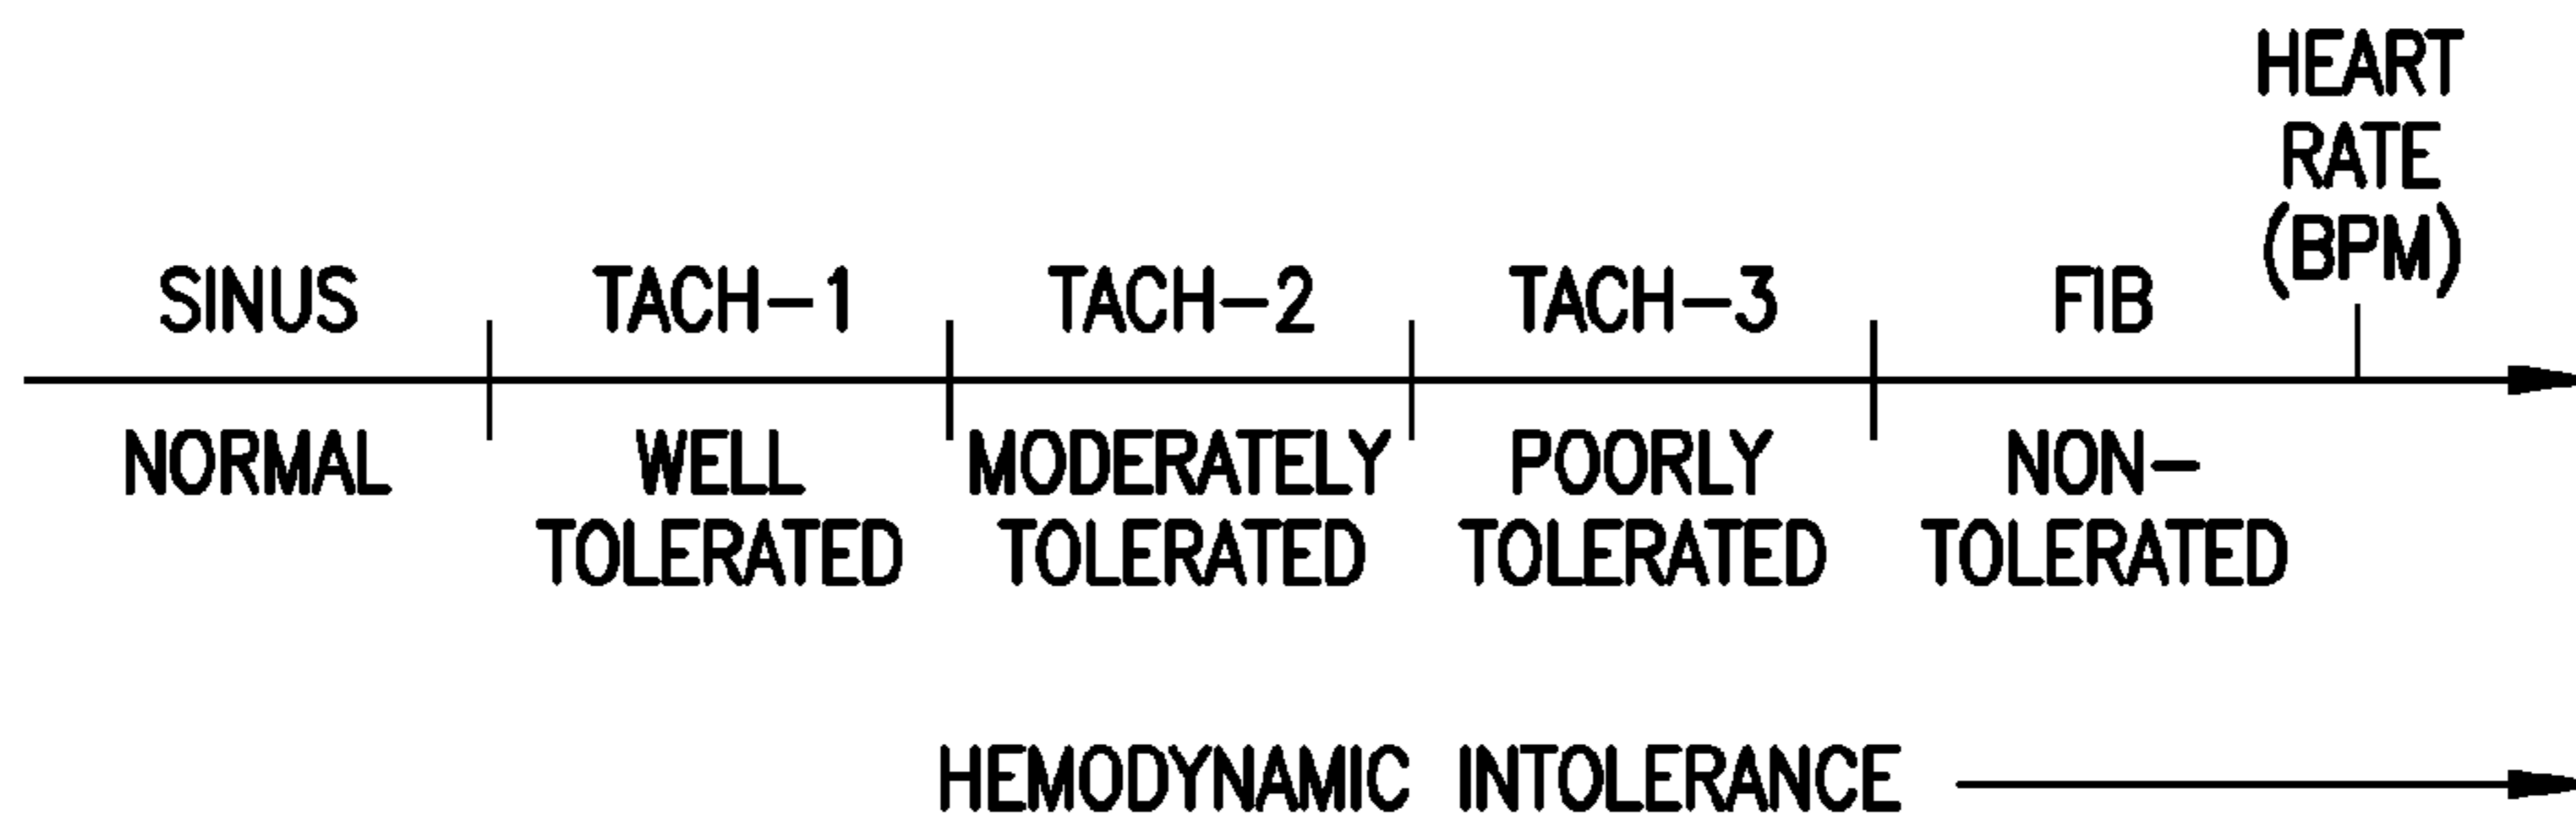 HEART
RATE
(BPM)
SINUS
TACH-1
TACH-2
TACH-3
FIB
NORMAL
WELL
TOLERATED
MODERATELY
TOLERATED
POORLY
TOLERATED
NON-
TOLERATED
HEMODYNAMIC INTOLERANCE